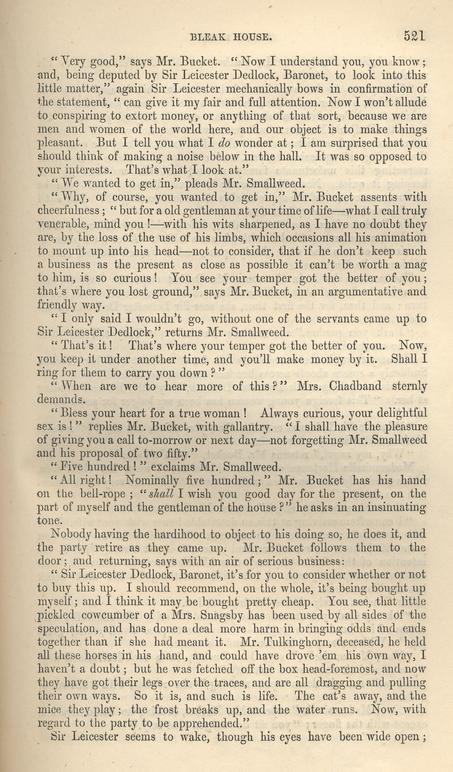 BLEAK HOUSE. 521
“Very good,” says Mr. Bucket. “Now I understand you, you know;
and, being deputed by Sir Leicester Dedlock, Baronet, to look into this
little matter,” again Sir Leicester mechanically bows in confirmation of
the statement, “can give it my fair and full attention. Now I won't allude
to conspiring to extort money, or anything of that sort, because we are
men and women of the world here, and our object is to make things
pleasant. But I tell you what I do wonder at; I am surprised that you
should think of making a noise below in the hall. It was so opposed to
your interests. That's what I look at.”
“We wanted to get in,” pleads Mr. Smallweed.
“Why, of course, you wanted to get in,” Mr. Bucket assents with
cheerfulness; “but for a old gentleman at your time of life—what I call truly
venerable, mind you!—with his wits sharpened, as I have no doubt they
are, by the loss of the use of his limbs, which occasions all his animation
to mount up into his head—not to consider, that if he don't keep such
a business as the present as close as possible it can't be worth a mag
to him, is so curious! You see your temper got the better of you;
that's where you lost ground,” says Mr. Bucket, in an argumentative and
friendly way.
“I only said I wouldn't go, without one of the servants came up to
Sir Leicester Dedlock,” returns Mr. Smallweed.
“That's it! That's where your temper got the better of you. Now,
you keep it under another time, and you'll make money by it. Shall I
ring for them to carry you down?”
“When are we to hear more of this?” Mrs. Chadband sternly
demands.
“Bless your heart for a true woman! Always curious, your delightful
sex is!” replies Mr. Bucket, with gallantry. “I shall have the pleasure
of giving you a call to-morrow or next day—not forgetting Mr. Smallweed
and his proposal of two fifty.”
“Five hundred!” exclaims Mr. Smallweed.
“All right! Nominally five hundred;” Mr. Bucket has his hand
on the bell-rope; “shall I wish you good day for the present, on the
part of myself and the gentleman of the house?” he asks in an insinuating
tone.
Nobody having the hardihood to object to his doing so, he does it, and
the party retire as they came up. Mr. Bucket follows them to the
door; and returning, says with an air of serious business:
“Sir Leicester Dedlock, Baronet, it's for you to consider whether or not
to buy this up. I should recommend, on the whole, it's being bought up
myself; and I think it may be bought pretty cheap. You see, that little
pickled cowcumber of a Mrs. Snagsby has been used by all sides of the
speculation, and has done a deal more harm in bringing odds and ends
together than if she had meant it. Mr. Tulkinghorn, deceased, he held
all these horses in his hand, and could have drove 'em his own way, I
haven't a doubt; but he was fetched off the box head-foremost, and now
they have got their legs over the traces, and are all dragging and pulling
their own ways. So it is, and such is life. The cat's away, and the
mice they play; the frost breaks up, and the water runs. Now, with
regard to the party to be apprehended.”
Sir Leicester seems to wake, though his eyes have been wide open;